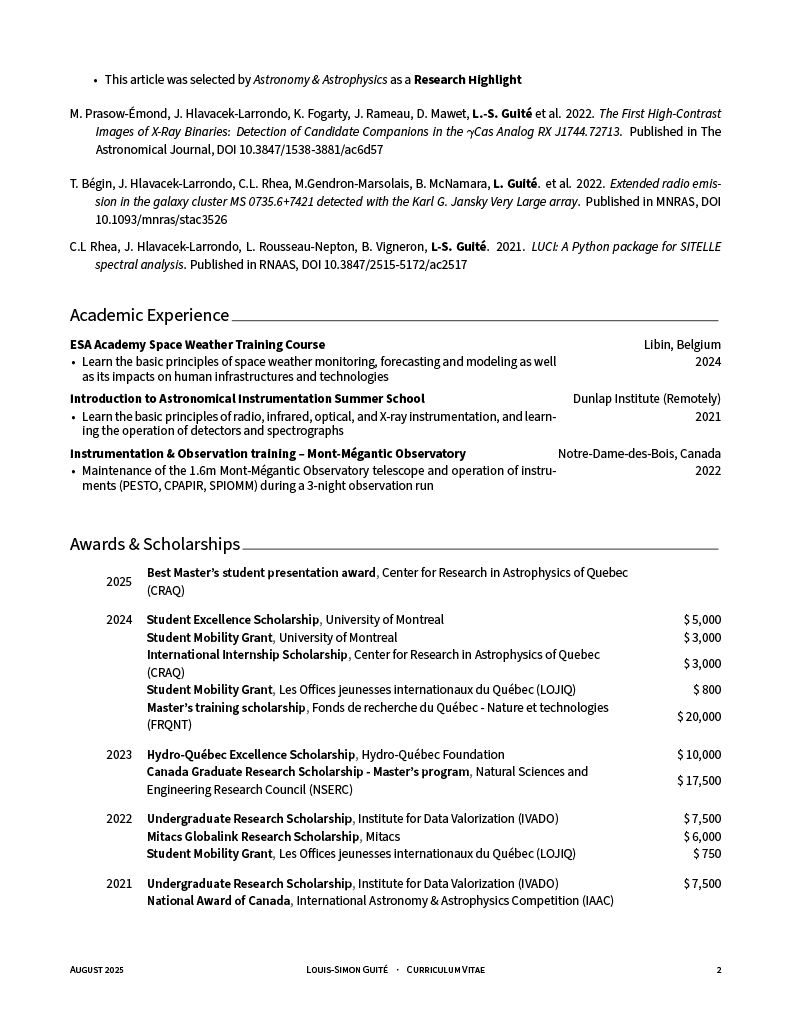 • This article was selected by Astronomy & Astrophysics as a Research Highlight
M. Prasow-Émond, J. Hlavacek-Larrondo, K. Fogarty, J. Rameau, D. Mawet, L.-S. Guité et al. 2022. The First High-Contrast
Images of X-Ray Binaries: Detection of Candidate Companions in the γCas Analog RX J1744.72713. Published in The
Astronomical Journal, DOI 10.3847/1538-3881/ac6d57
T. Bégin, J. Hlavacek-Larrondo, C.L. Rhea, M.Gendron-Marsolais, B. McNamara, L. Guité. et al. 2022. Extended radio emis-
sion in the galaxy cluster MS 0735.6+7421 detected with the Karl G. Jansky Very Large array. Published in MNRAS, DOI
10.1093/mnras/stac3526
C.L Rhea, J. Hlavacek-Larrondo, L. Rousseau-Nepton, B. Vigneron, L-S. Guité. 2021. LUCI: A Python package for SITELLE
spectral analysis. Published in RNAAS, DOI 10.3847/2515-5172/ac2517
Academic Experience
ESA Academy Space Weather Training Course Libin, Belgium
• Learn the basic principles of space weather monitoring, forecasting and modeling as well 2024
as its impacts on human infrastructures and technologies
Introduction to Astronomical Instrumentation Summer School Dunlap Institute (Remotely)
• Learn the basic principles of radio, infrared, optical, and X-ray instrumentation, and learn- 2021
ing the operation of detectors and spectrographs
Instrumentation & Observation training – Mont-Mégantic Observatory Notre-Dame-des-Bois, Canada
• Maintenance of the 1.6m Mont-Mégantic Observatory telescope and operation of instru- 2022
ments (PESTO, CPAPIR, SPIOMM) during a 3-night observation run
Awards & Scholarships
2025 Best Master's student presentation award, Center for Research in Astrophysics of Quebec
(CRAQ)
2024 Student Excellence Scholarship, University of Montreal $ 5,000
Student Mobility Grant, University of Montreal $ 3,000
International Internship Scholarship, Center for Research in Astrophysics of Quebec
(CRAQ) $ 3,000
Student Mobility Grant, Les Offices jeunesses internationaux du Québec (LOJIQ) $ 800
Master's training scholarship, Fonds de recherche du Québec - Nature et technologies
(FRQNT) $ 20,000
2023 Hydro-Québec Excellence Scholarship, Hydro-Québec Foundation $ 10,000
Canada Graduate Research Scholarship - Master's program, Natural Sciences and
Engineering Research Council (NSERC) $ 17,500
2022 Undergraduate Research Scholarship, Institute for Data Valorization (IVADO) $ 7,500
Mitacs Globalink Research Scholarship, Mitacs $ 6,000
Student Mobility Grant, Les Offices jeunesses internationaux du Québec (LOJIQ) $ 750
2021 Undergraduate Research Scholarship, Institute for Data Valorization (IVADO) $ 7,500
National Award of Canada, International Astronomy & Astrophysics Competition (IAAC)
August 2025 Louis-Simon Guité · Curriculum Vitae 2